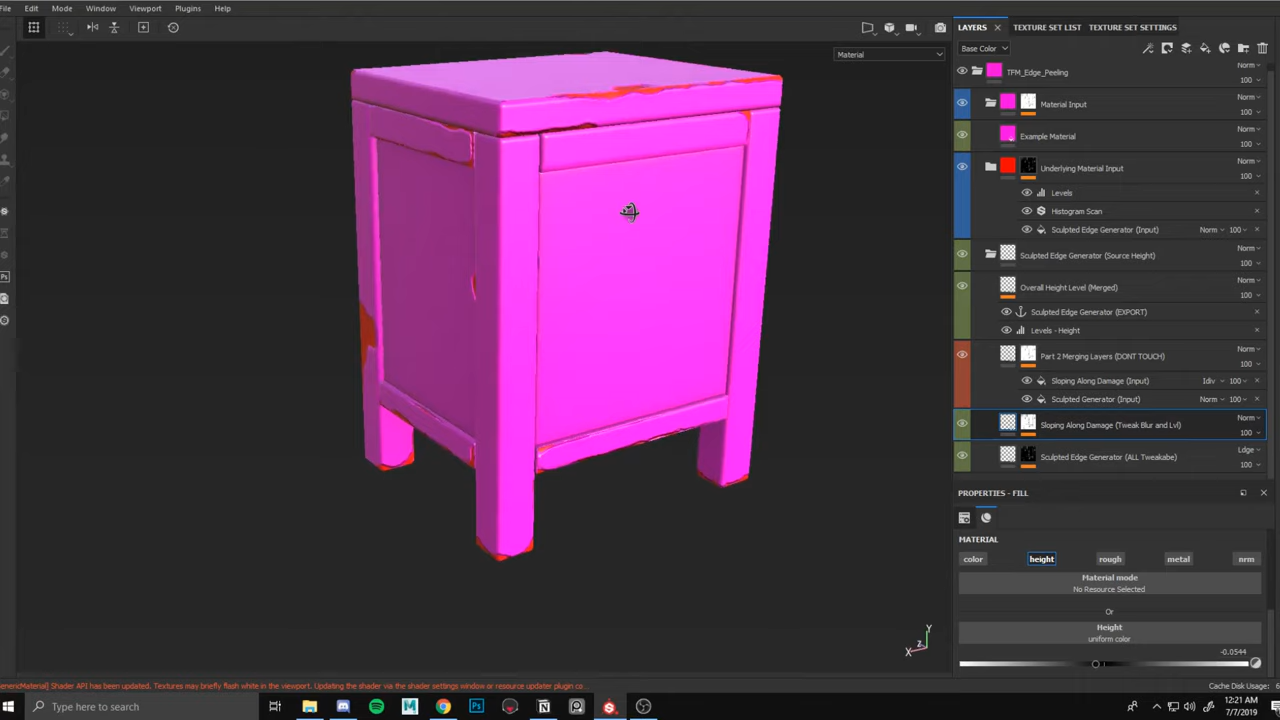 File Edit Mode Window Viewport Plugins Help
Material
LAYERS × TEXTURE SET LIST TEXTURE SET SETTINGS
Base Color
TFM_Edge_Peeling Norm 100
Material Input Norm 100
Example Material Norm 100
Underlying Material Input Norm 100
Levels ×
Histogram Scan ×
Sculpted Edge Generator (Input) Norm 100 ×
Sculpted Edge Generator (Source Height) Norm 100
Overall Height Level (Merged) Norm 100
Sculpted Edge Generator (EXPORT) ×
Levels - Height ×
Part 2 Merging Layers (DONT TOUCH) Norm 100
Sloping Along Damage (Input) Idiv 100 ×
Sculpted Generator (Input) Norm 100 ×
Sloping Along Damage (Tweak Blur and Lvl) Norm 100
Sculpted Edge Generator (ALL Tweakabe) Ldge 100
PROPERTIES - FILL
MATERIAL
color height rough metal nrm
Material mode
No Resource Selected
Or
Height
uniform color
-0.0544
Y
Z
X
GenericMaterial] Shader API has been updated. Textures may briefly flash white in the viewport. Updating the shader via the shader settings window or resource updater plugin co...
Cache Disk Usage:
Ps
Type here to search
Ps
12:21 AM
7/7/2019